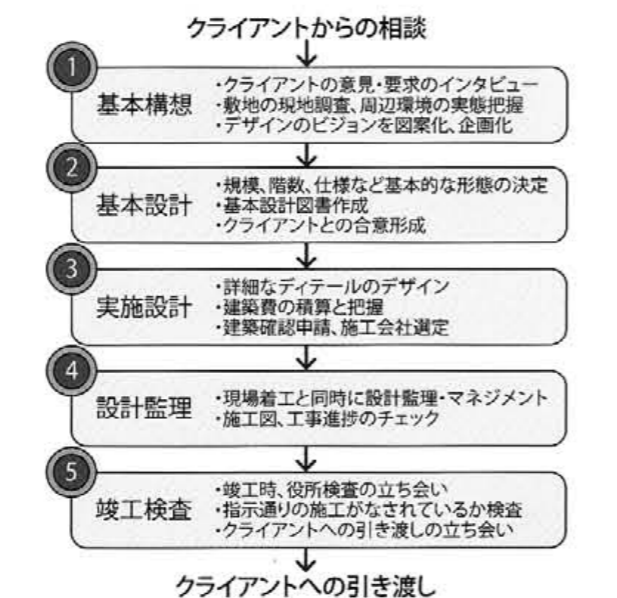 クライアントからの相談
1
基本構想
・クライアントの意見・要求のインタビュー
・敷地の現地調査、周辺環境の実態把握
・デザインのビジョンを図案化、企画化
2
基本設計
・規模、階数、仕様など基本的な形態の決定
・基本設計図書作成
・クライアントとの合意形成
3
実施設計
・詳細なディテールのデザイン
・建築費の積算と把握
・建築確認申請、施工会社選定
4
設計監理
・現場着工と同時に設計監理・マネジメント
・施工図、工事進捗のチェック
5
竣工検査
・竣工時、役所検査の立ち会い
・指示通りの施工がなされているか検査
・クライアントへの引き渡しの立ち会い
クライアントへの引き渡し